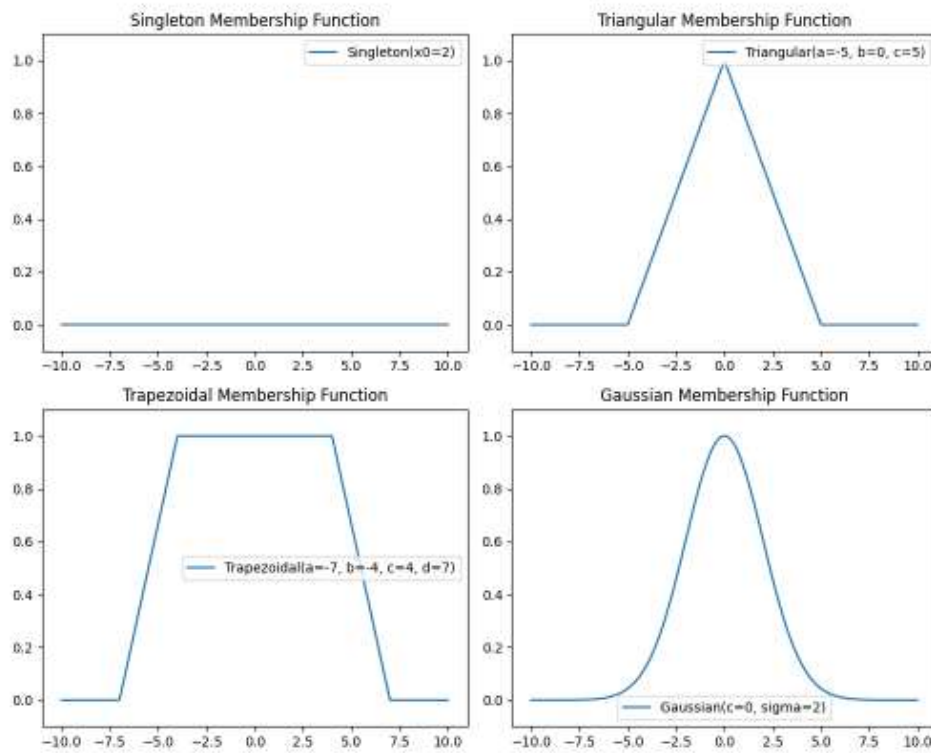 Singleton Membership Function
Singleton(x0=2)
1.0
0.8
0.6
0.4
0.2
0.0
−10.0 −7.5 −5.0 −2.5 0.0 2.5 5.0 7.5 10.0
Triangular Membership Function
Triangular(a=-5, b=0, c=5)
1.0
0.8
0.6
0.4
0.2
0.0
−10.0 −7.5 −5.0 −2.5 0.0 2.5 5.0 7.5 10.0
Trapezoidal Membership Function
1.0
0.8
0.6
Trapezoidal(a=-7, b=-4, c=4, d=7)
0.4
0.2
0.0
−10.0 −7.5 −5.0 −2.5 0.0 2.5 5.0 7.5 10.0
Gaussian Membership Function
1.0
0.8
0.6
0.4
0.2
0.0
Gaussian(c=0, sigma=2)
−10.0 −7.5 −5.0 −2.5 0.0 2.5 5.0 7.5 10.0